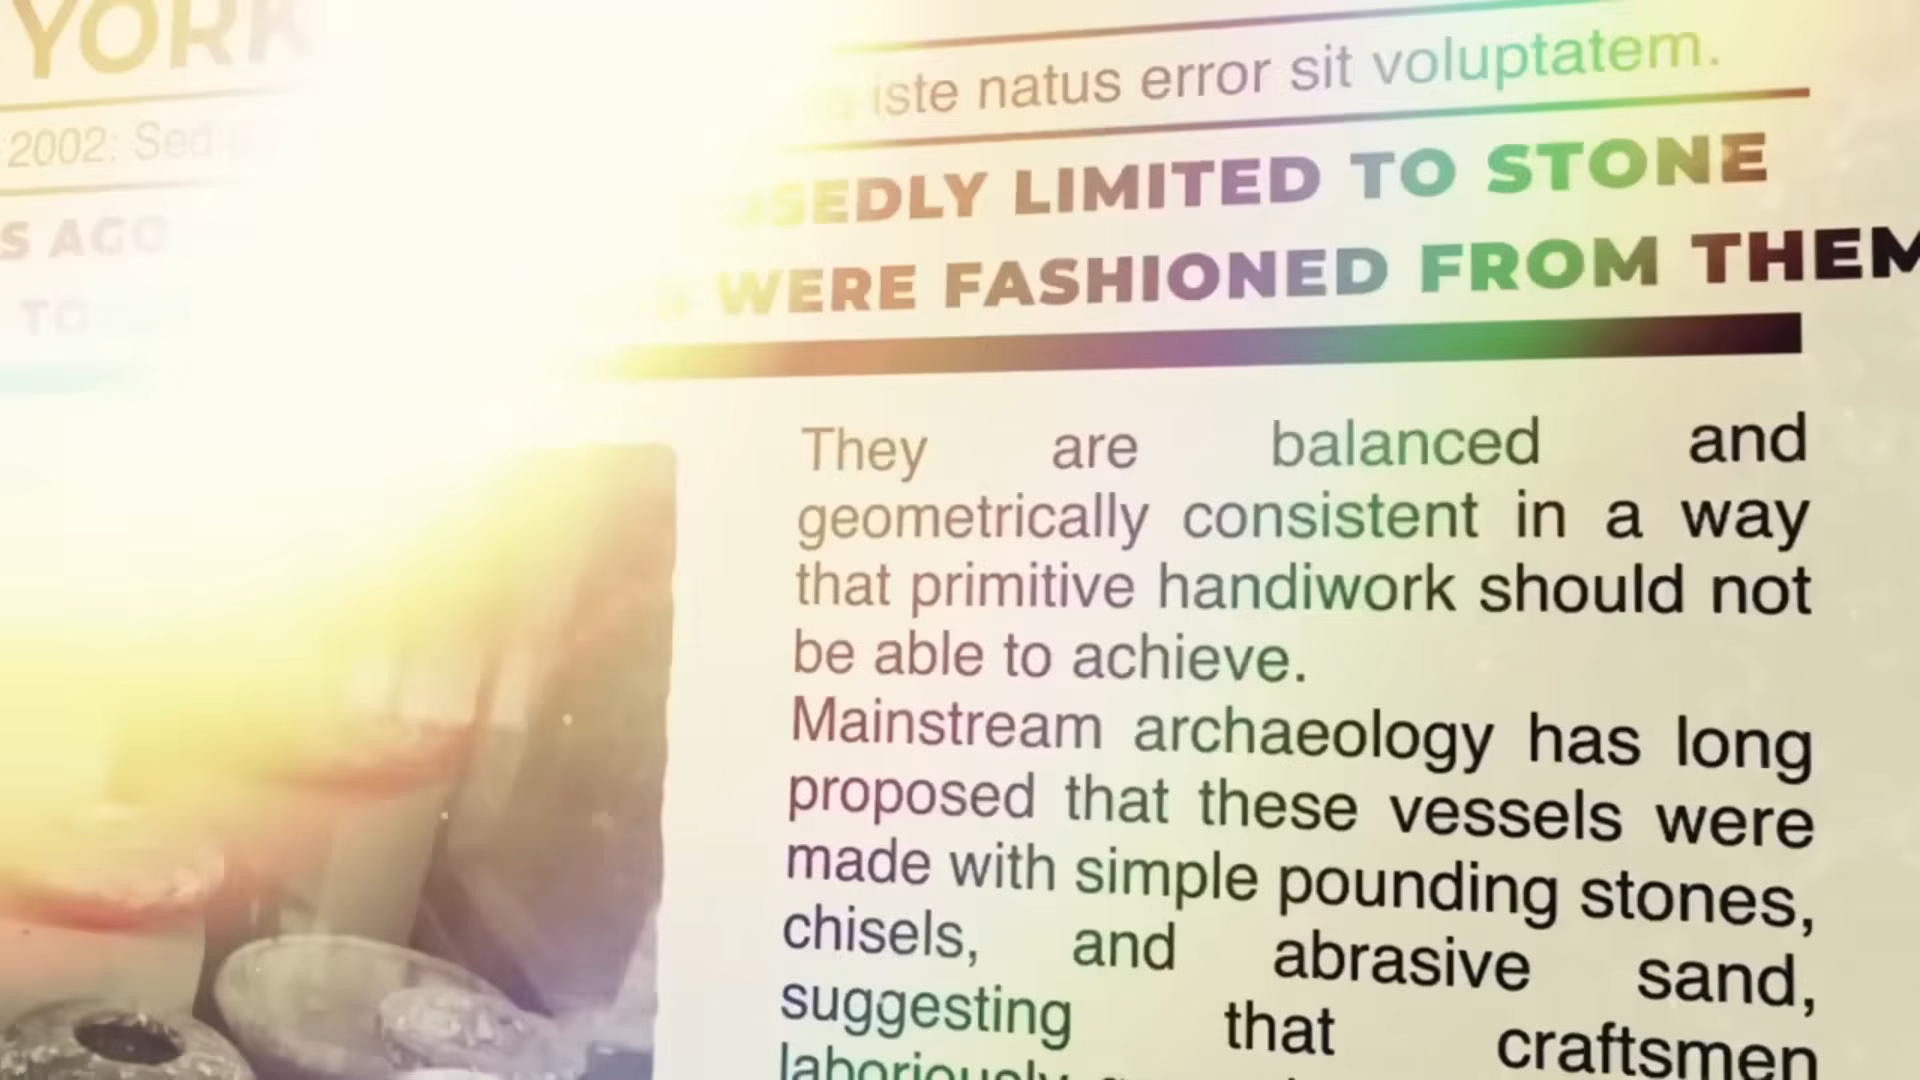 YORK
2002: Sed
iste natus error sit voluptatem.
S AGO
TO
LIMITED TO STONE
WERE FASHIONED FROM THEM
They are balanced and
geometrically consistent in a way
that primitive handiwork should not
be able to achieve.
Mainstream archaeology has long
proposed that these vessels were
made with simple pounding stones,
chisels, and abrasive sand,
suggesting that craftsmen
laboriously